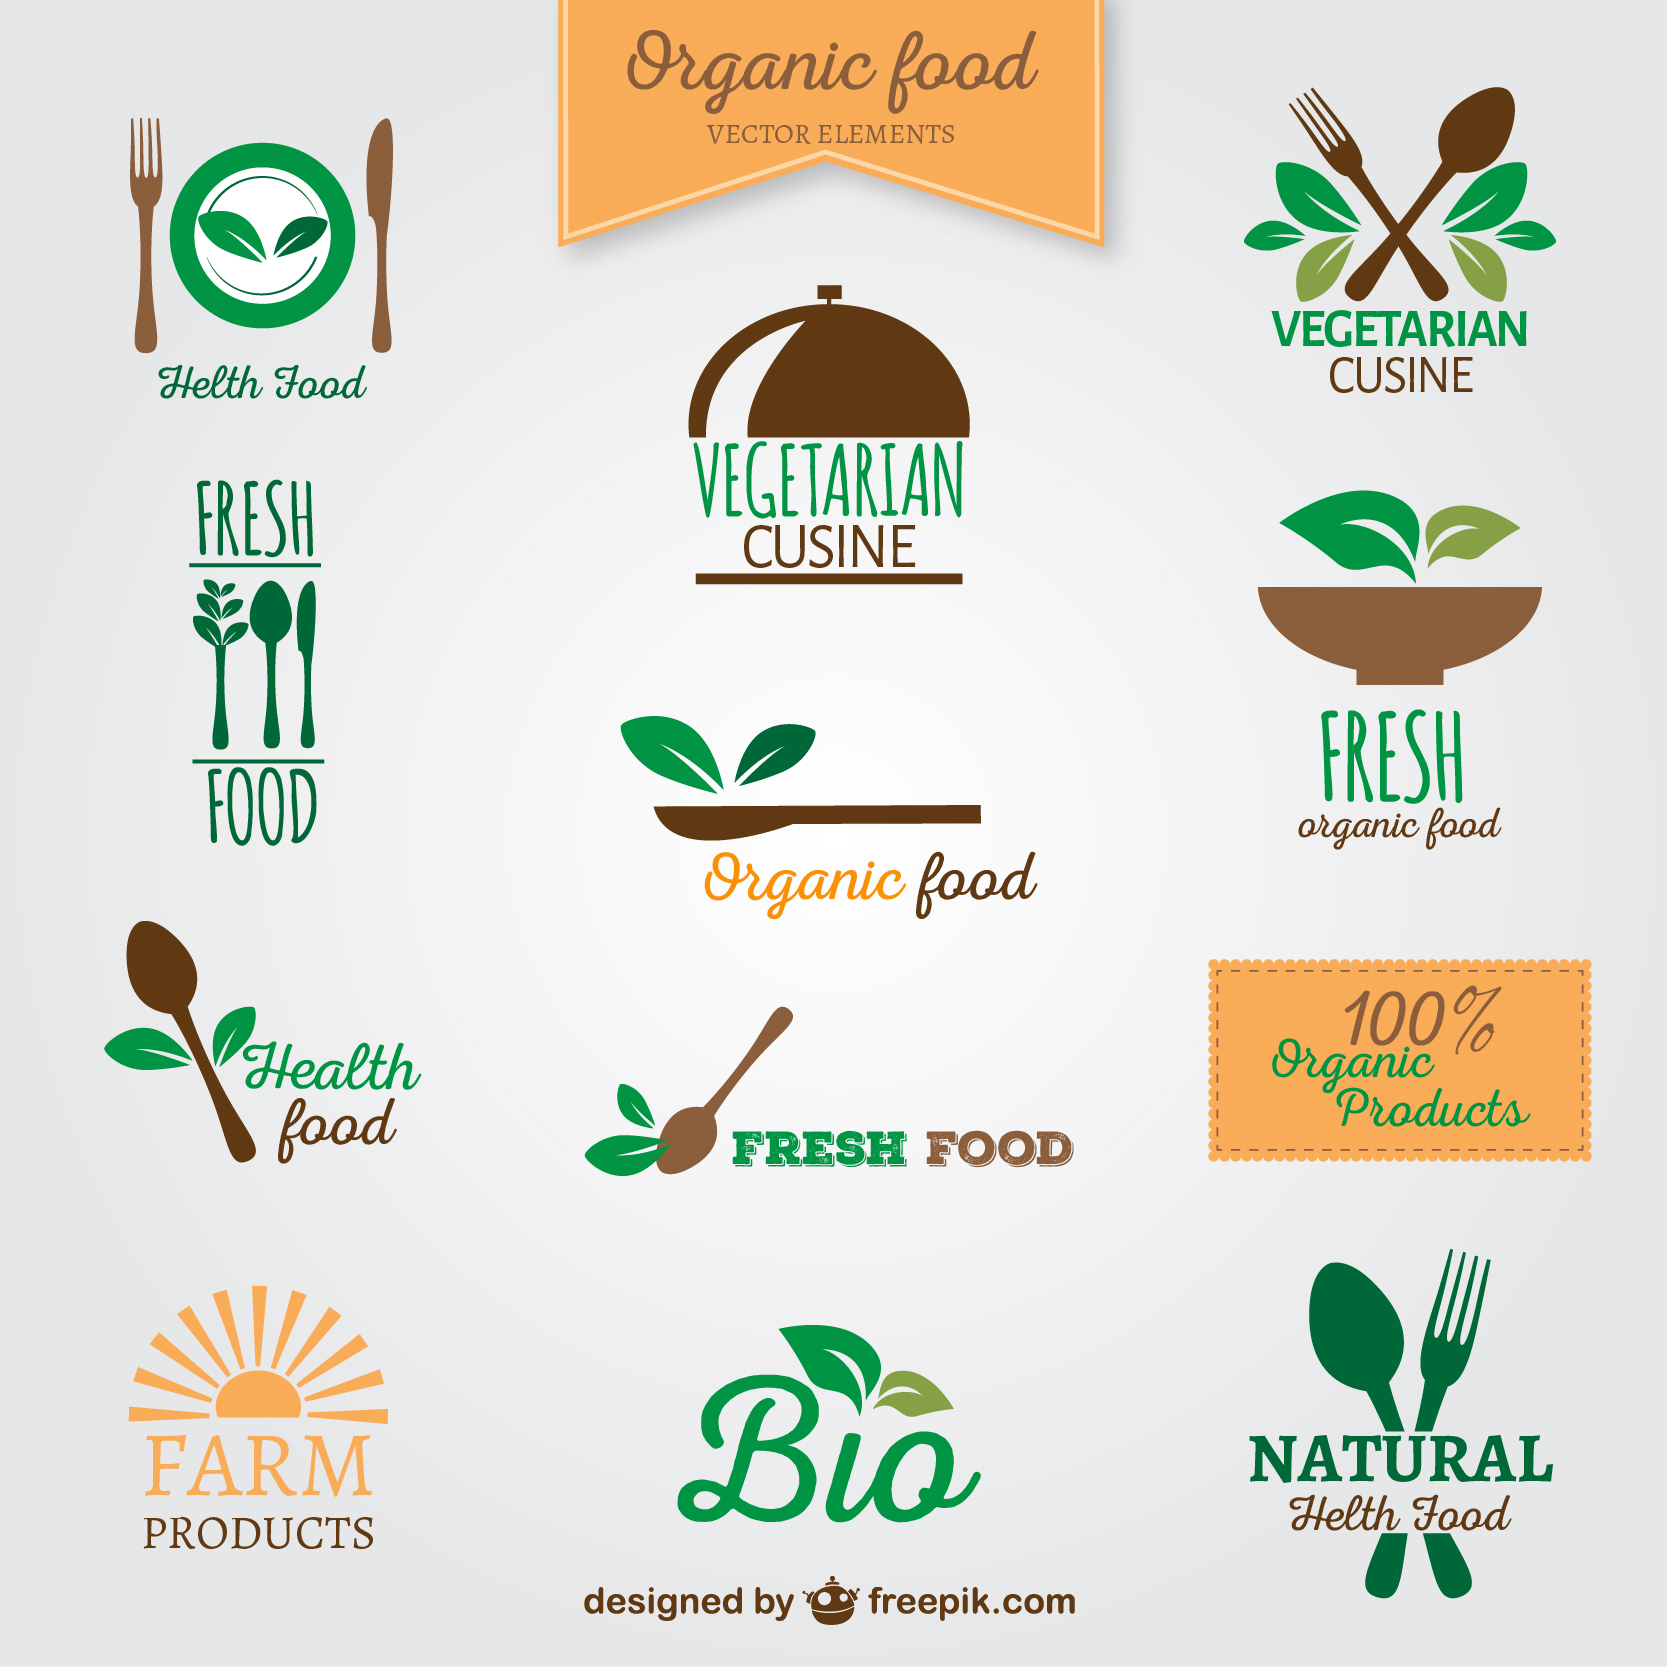 Organic food
VECTOR ELEMENTS
Helth Food
VEGETARIAN
CUSINE
VEGETARIAN
CUSINE
FRESH
FOOD
Organic food
FRESH
organic food
Health
food
FRESH FOOD
100%
Organic
Products
FARM
PRODUCTS
Bio
NATURAL
Helth Food
designed by freepik.com